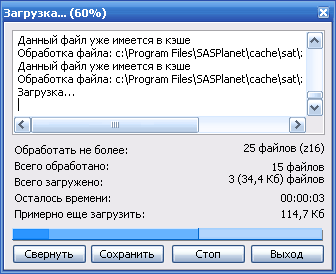 Загрузка... (60%)
Данный файл уже имеется в кэше
Обработка файла: c:\Program Files\SASPlanet\cache\sat\;
Данный файл уже имеется в кэше
Обработка файла: c:\Program Files\SASPlanet\cache\sat\;
Загрузка...
Обработать не более: 25 файлов (z16)
Всего обработано: 15 файлов
Всего загружено: 3 (34,4 Кб) файлов
Осталось времени: 00:00:03
Примерно еще загрузить: 114,7 Кб
Свернуть Сохранить Стоп Выход